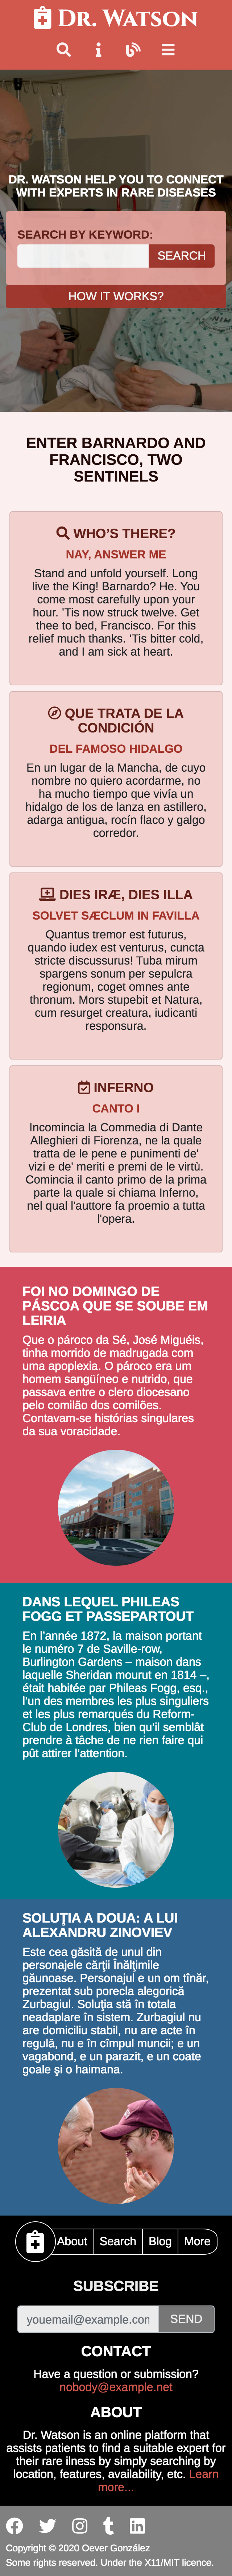 Dr. Watson
DR. WATSON HELP YOU TO CONNECT
WITH EXPERTS IN RARE DISEASES
SEARCH BY KEYWORD:
SEARCH
HOW IT WORKS?
ENTER BARNARDO AND
FRANCISCO, TWO
SENTINELS
WHO'S THERE?
NAY, ANSWER ME
Stand and unfold yourself. Long
live the King! Barnardo? He. You
come most carefully upon your
hour. 'Tis now struck twelve. Get
thee to bed, Francisco. For this
relief much thanks. 'Tis bitter cold,
and I am sick at heart.
QUE TRATA DE LA
CONDICIÓN
DEL FAMOSO HIDALGO
En un lugar de la Mancha, de cuyo
nombre no quiero acordarme, no
ha mucho tiempo que vivía un
hidalgo de los de lanza en astillero,
adarga antigua, rocín flaco y galgo
corredor.
DIES IRÆ, DIES ILLA
SOLVET SÆCLUM IN FAVILLA
Quantus tremor est futurus,
quando iudex est venturus, cuncta
stricte discussurus! Tuba mirum
spargens sonum per sepulcra
regionum, coget omnes ante
thronum. Mors stupebit et Natura,
cum resurget creatura, iudicanti
responsura.
INFERNO
CANTO I
Incomincia la Commedia di Dante
Alleghieri di Fiorenza, ne la quale
tratta de le pene e punimenti de'
vizi e de' meriti e premi de le virtù.
Comincia il canto primo de la prima
parte la quale si chiama Inferno,
nel qual l'auttore fa proemio a tutta
l'opera.
FOI NO DOMINGO DE
PÁSCOA QUE SE SOUBE EM
LEIRIA
Que o pároco da Sé, José Miguéis,
tinha morrido de madrugada com
uma apoplexia. O pároco era um
homem sangüíneo e nutrido, que
passava entre o clero diocesano
pelo comilão dos comilões.
Contavam-se histórias singulares
da sua voracidade.
DANS LEQUEL PHILEAS
FOGG ET PASSEPARTOUT
En l'année 1872, la maison portant
le numéro 7 de Saville-row,
Burlington Gardens – maison dans
laquelle Sheridan mourut en 1814 –,
était habitée par Phileas Fogg, esq.,
l'un des membres les plus singuliers
et les plus remarqués du Reform-
Club de Londres, bien qu'il semblât
prendre à tâche de ne rien faire qui
pût attirer l'attention.
SOLUŢIA A DOUA: A LUI
ALEXANDRU ZINOVIEV
Este cea găsită de unul din
personajele cărţii Înălţimile
găunoase. Personajul e un om tînăr,
prezentat sub porecla alegorică
Zurbagiul. Soluţia stă în totala
neadaplare în sistem. Zurbagiul nu
are domiciliu stabil, nu are acte în
regulă, nu e în cîmpul muncii; e un
vagabond, e un parazit, e un coate
goale şi o haimana.
About Search Blog More
SUBSCRIBE
youemail@example.com
SEND
CONTACT
Have a question or submission?
nobody@example.net
ABOUT
Dr. Watson is an online platform that
assists patients to find a suitable expert for
their rare ilness by simply searching by
location, features, availability, etc. Learn
more...
Copyright © 2020 Oever González
Some rights reserved. Under the X11/MIT licence.